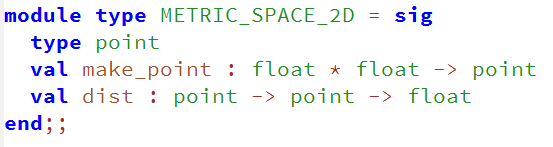 module type METRIC_SPACE_2D = sig
  type point
  val make_point : float * float -> point
  val dist : point -> point -> float
end;;